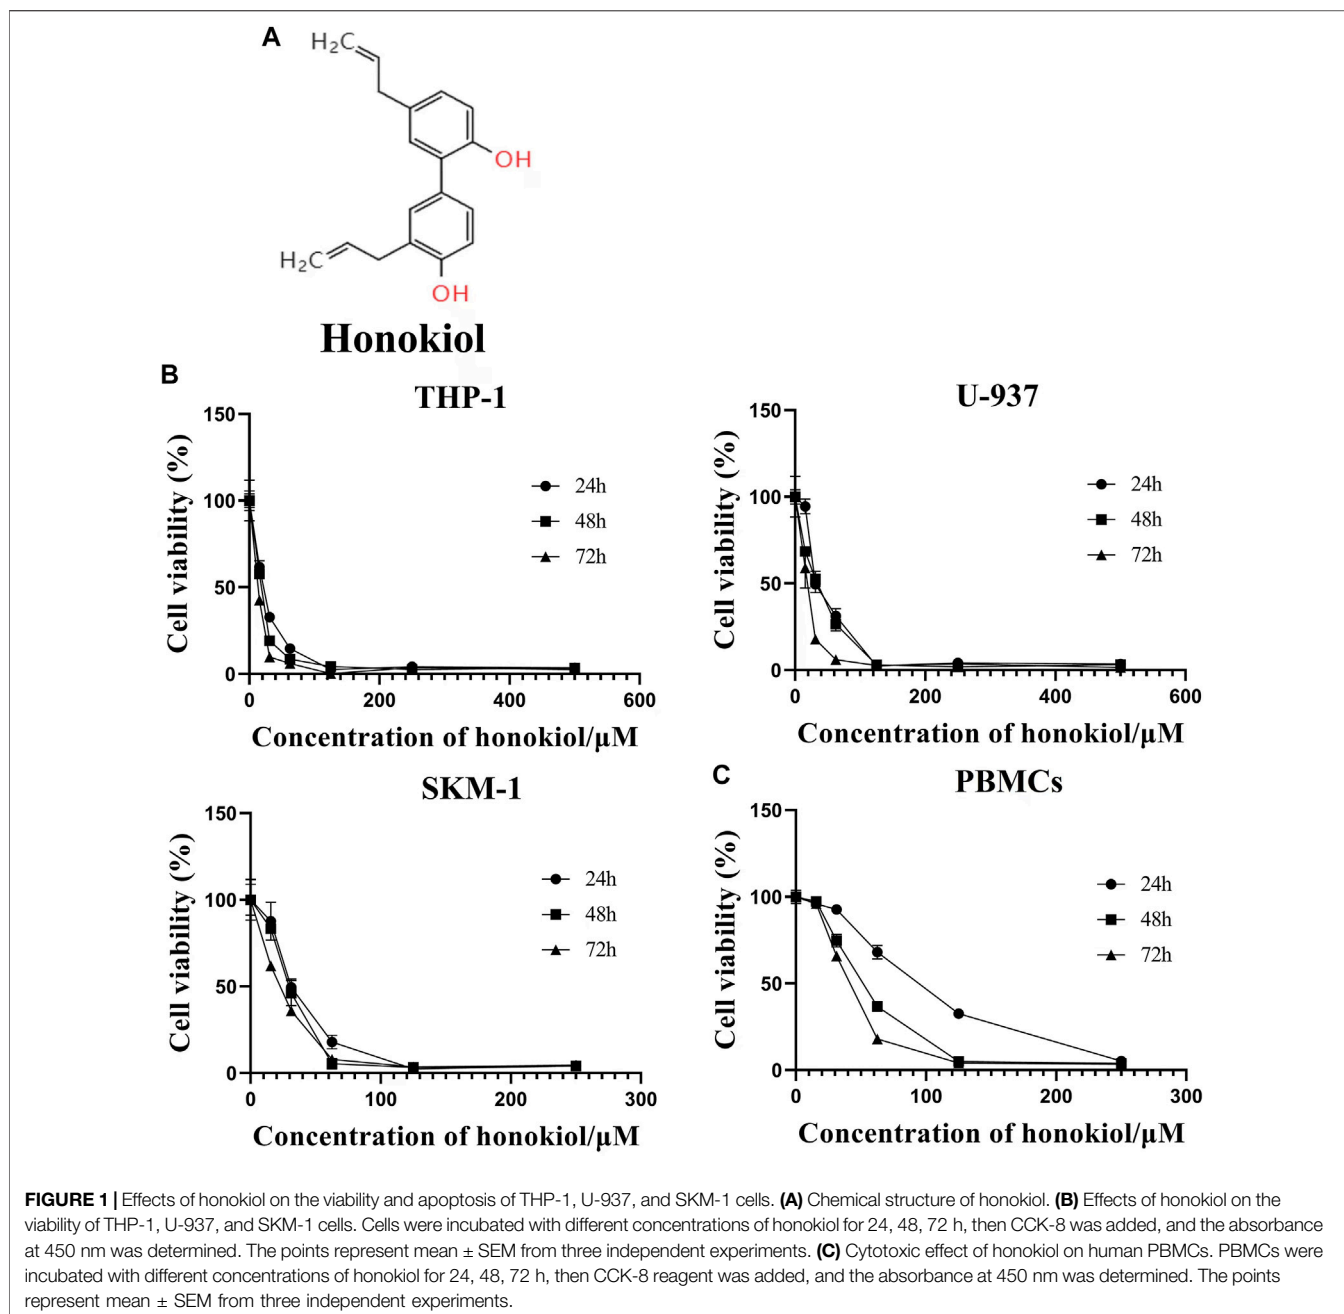 A
H₂C
OH
H₂C
OH
Honokiol
B
THP-1
150
100
50
0
Cell viability (%)
24h
48h
72h
0 200 400 600
Concentration of honokiol/μM
U-937
150
100
50
0
Cell viability (%)
24h
48h
72h
0 200 400 600
Concentration of honokiol/μM
SKM-1
150
100
50
0
Cell viability (%)
24h
48h
72h
0 100 200 300
Concentration of honokiol/μM
C
PBMCs
150
100
50
0
Cell viability (%)
24h
48h
72h
0 100 200 300
Concentration of honokiol/μM
FIGURE 1 | Effects of honokiol on the viability and apoptosis of THP-1, U-937, and SKM-1 cells. (A) Chemical structure of honokiol. (B) Effects of honokiol on the
viability of THP-1, U-937, and SKM-1 cells. Cells were incubated with different concentrations of honokiol for 24, 48, 72 h, then CCK-8 was added, and the absorbance
at 450 nm was determined. The points represent mean ± SEM from three independent experiments. (C) Cytotoxic effect of honokiol on human PBMCs. PBMCs were
incubated with different concentrations of honokiol for 24, 48, 72 h, then CCK-8 reagent was added, and the absorbance at 450 nm was determined. The points
represent mean ± SEM from three independent experiments.